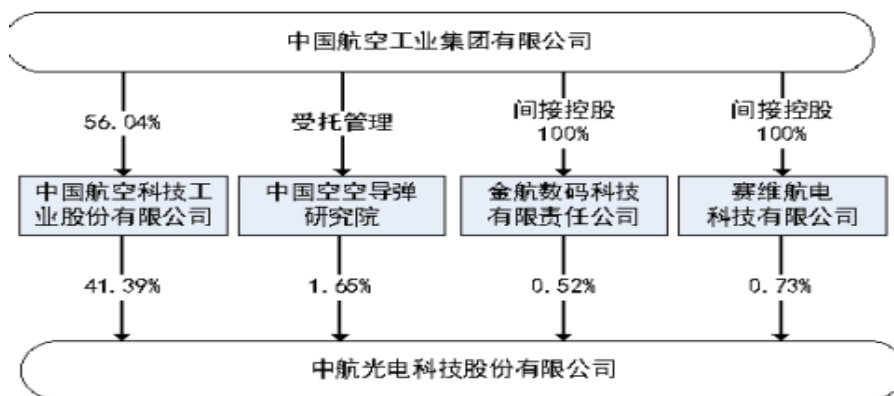 中国航空工业集团有限公司
56.04%
受托管理
间接控股
100%
间接控股
100%
中国航空科技工
业股份有限公司
中国空空导弹
研究院
金航数码科技
有限责任公司
赛维航电
科技有限公司
41.39%
1.65%
0.52%
0.73%
中航光电科技股份有限公司